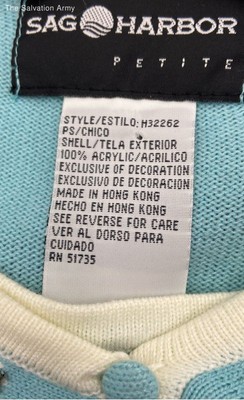 The Salvation Army
SAG HARBOR
PETITE
STYLE/ESTILO: H32262
PS/CHICO
SHELL/TELA EXTERIOR
100% ACRYLIC/ACRILICO
EXCLUSIVE OF DECORATION
EXCLUSIVO DE DECORACION
MADE IN HONG KONG
HECHO EN HONG KONG
SEE REVERSE FOR CARE
VER AL DORSO PARA
CUIDADO
RN 51735